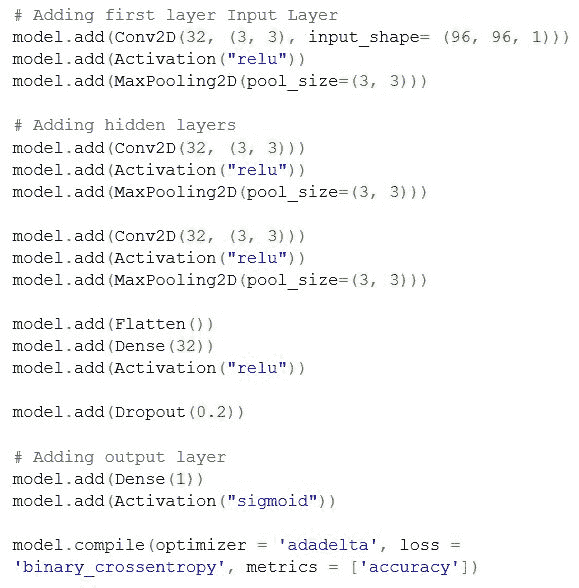 # Adding first layer Input Layer
model.add(Conv2D(32, (3, 3), input_shape= (96, 96, 1)))
model.add(Activation("relu"))
model.add(MaxPooling2D(pool_size=(3, 3)))

# Adding hidden layers
model.add(Conv2D(32, (3, 3)))
model.add(Activation("relu"))
model.add(MaxPooling2D(pool_size=(3, 3)))

model.add(Conv2D(32, (3, 3)))
model.add(Activation("relu"))
model.add(MaxPooling2D(pool_size=(3, 3)))

model.add(Flatten())
model.add(Dense(32))
model.add(Activation("relu"))

model.add(Dropout(0.2))

# Adding output layer
model.add(Dense(1))
model.add(Activation("sigmoid"))

model.compile(optimizer = 'adadelta', loss =
'binary_crossentropy', metrics = ['accuracy'])